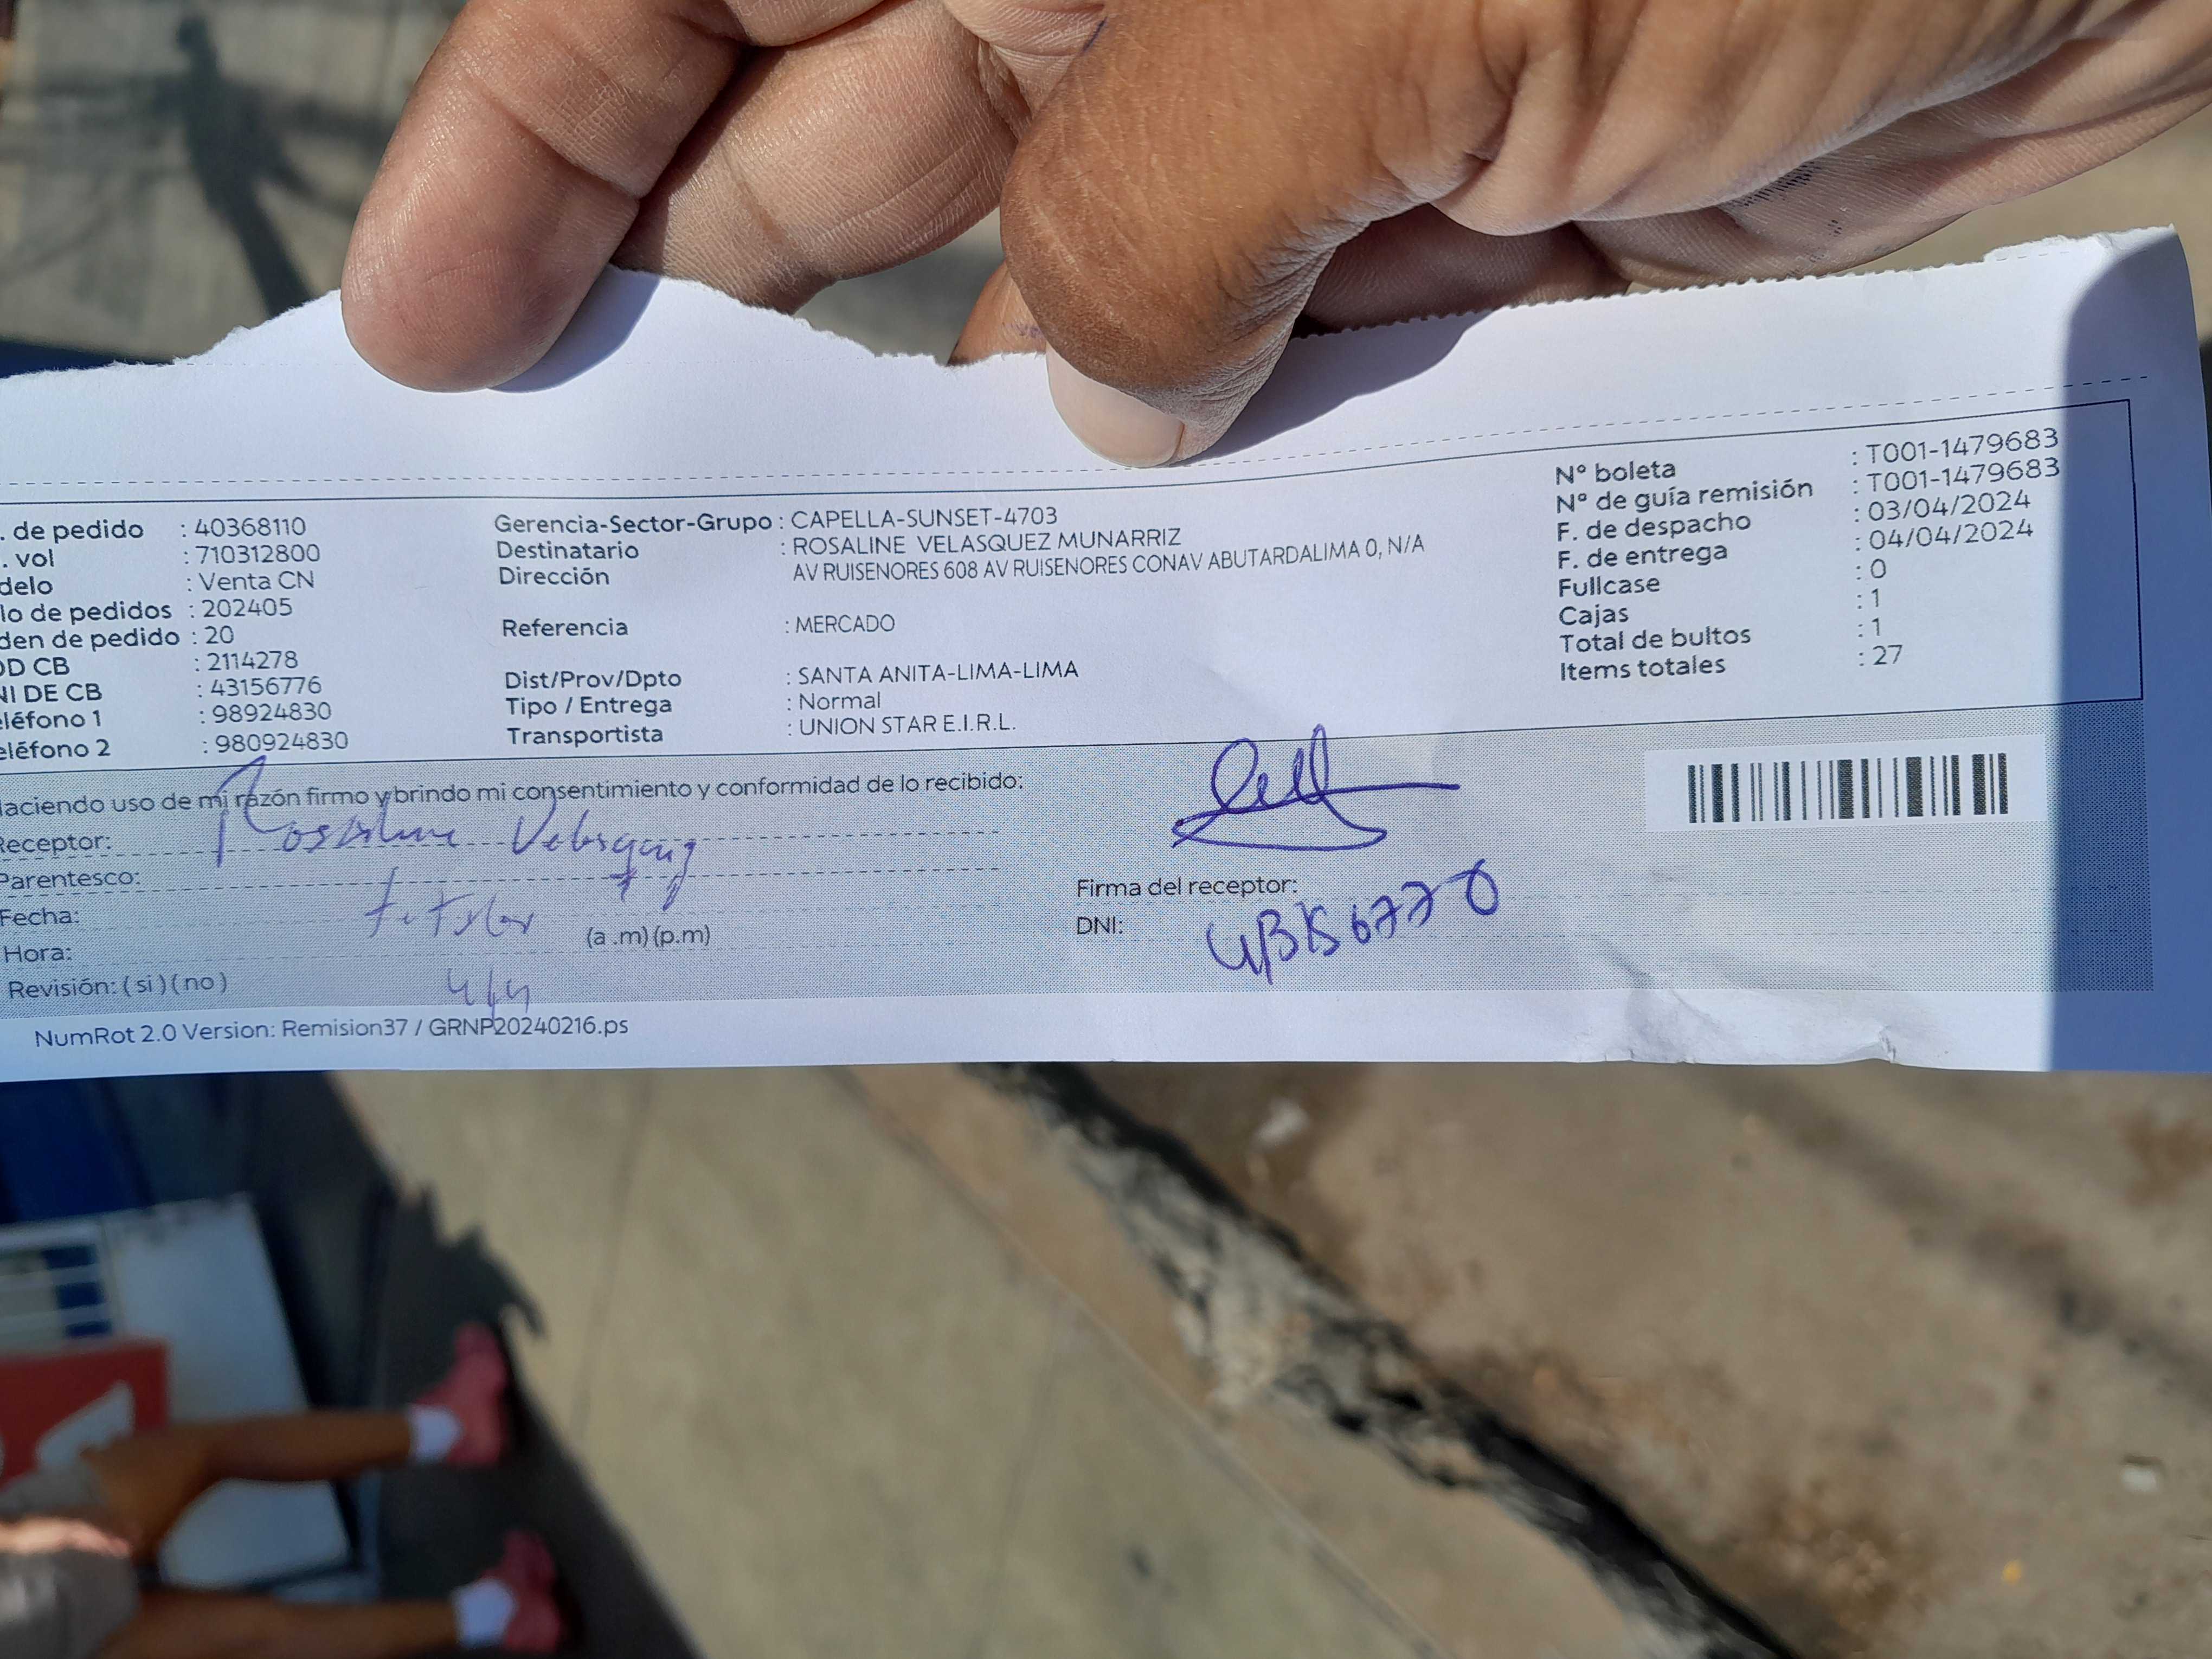 . de pedido : 40368110
. vol : 710312800
delo : Venta CN
lo de pedidos : 202405
den de pedido : 20
OD CB : 2114278
NI DE CB : 43156776
eléfono 1 : 98924830
eléfono 2 : 980924830
Gerencia-Sector-Grupo : CAPELLA-SUNSET-4703
Destinatario : ROSALINE VELASQUEZ MUNARRIZ
Dirección AV RUISENORES 608 AV RUISENORES CONAV ABUTARDALIMA 0, N/A
Referencia : MERCADO
Dist/Prov/Dpto : SANTA ANITA-LIMA-LIMA
Tipo / Entrega : Normal
Transportista : UNION STAR E.I.R.L.
N° boleta : T001-1479683
N° de guía remisión : T001-1479683
F. de despacho : 03/04/2024
F. de entrega : 04/04/2024
Fullcase : 0
Cajas : 1
Total de bultos : 1
Items totales : 27
Haciendo uso de mi razón firmo y brindo mi consentimiento y conformidad de lo recibido:
Receptor: Rosaline Velasquez
Parentesco:
Fecha: titular
Hora: (a .m) (p.m)
Revisión: ( si ) ( no ) 4/4
Firma del receptor:
DNI: 43156776
NumRot 2.0 Version: Remision37 / GRNP20240216.ps